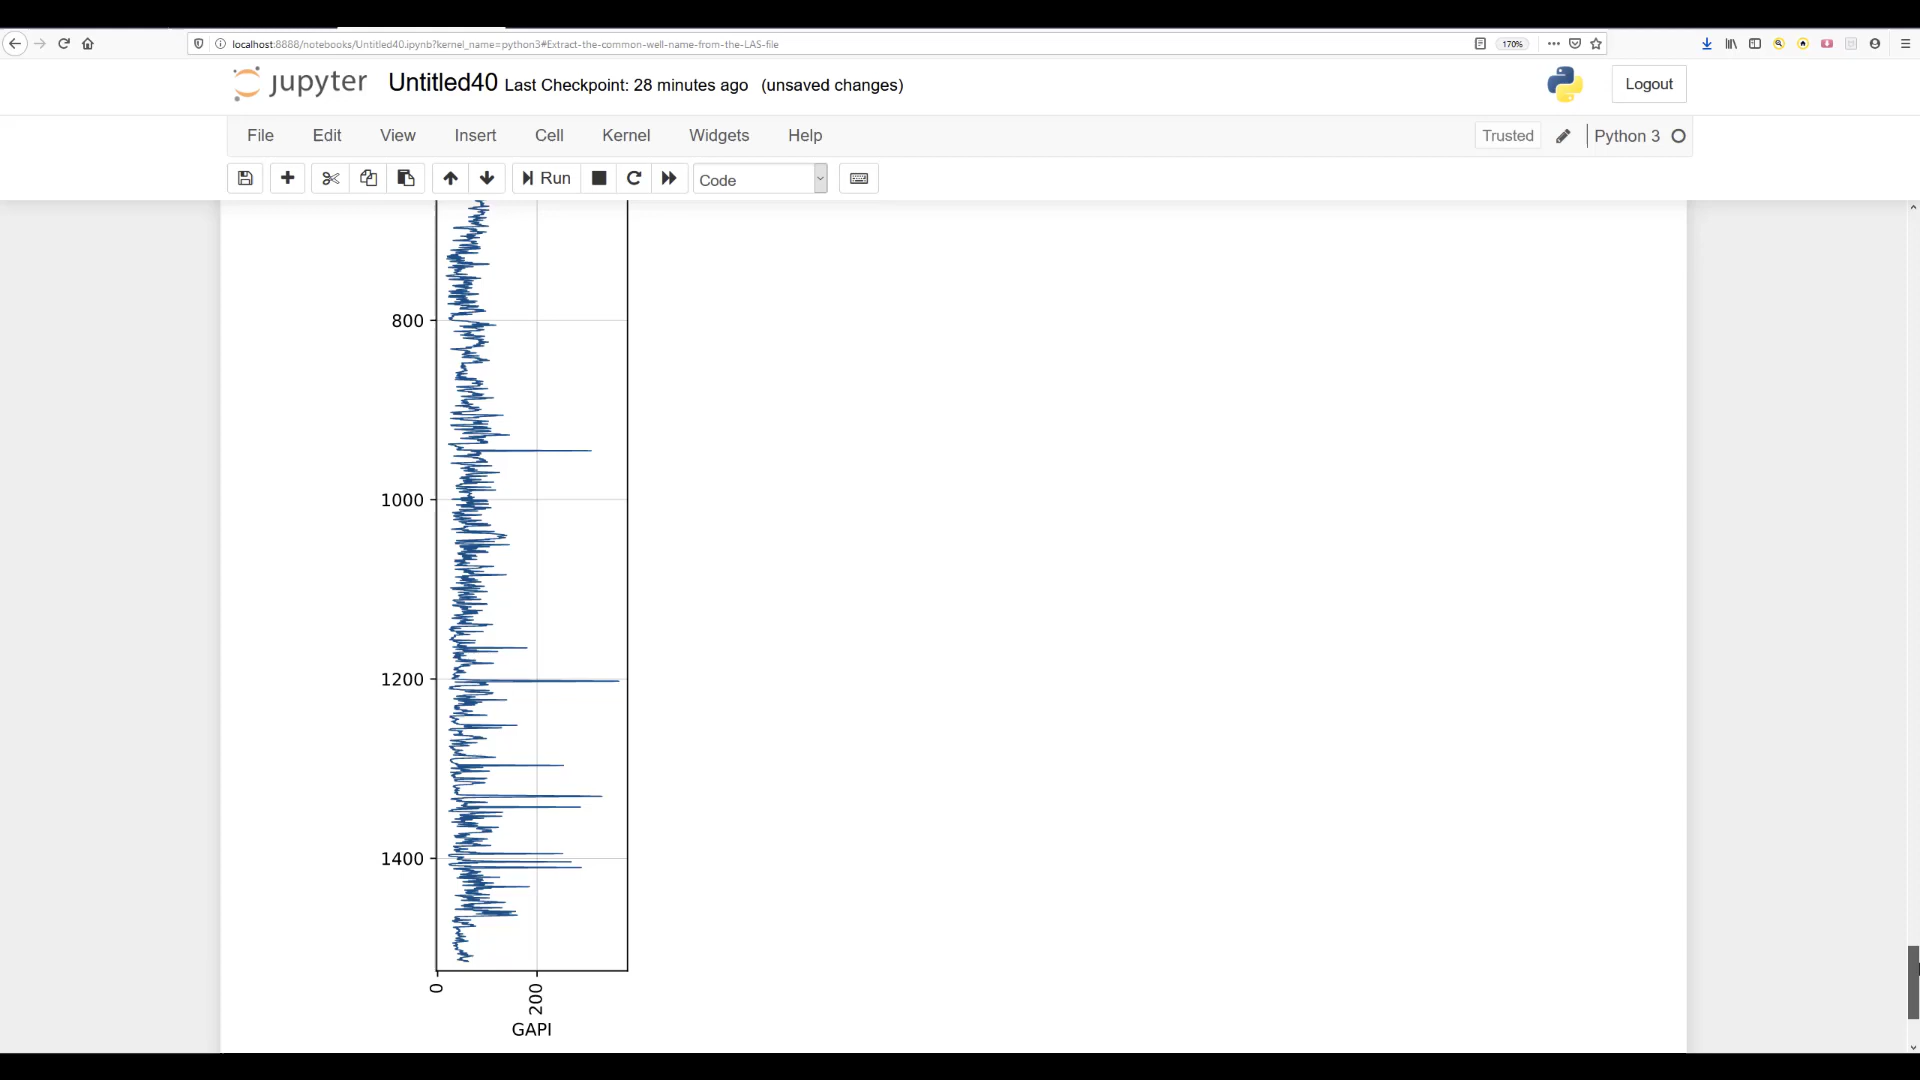 localhost:8888/notebooks/Untitled40.ipynb?kernel_name=python3#Extract-the-common-well-name-from-the-LAS-file
170%
jupyter Untitled40 Last Checkpoint: 28 minutes ago (unsaved changes)
Logout
File Edit View Insert Cell Kernel Widgets Help
Trusted Python 3
Run Code
800
1000
1200
1400
0 200
GAPI